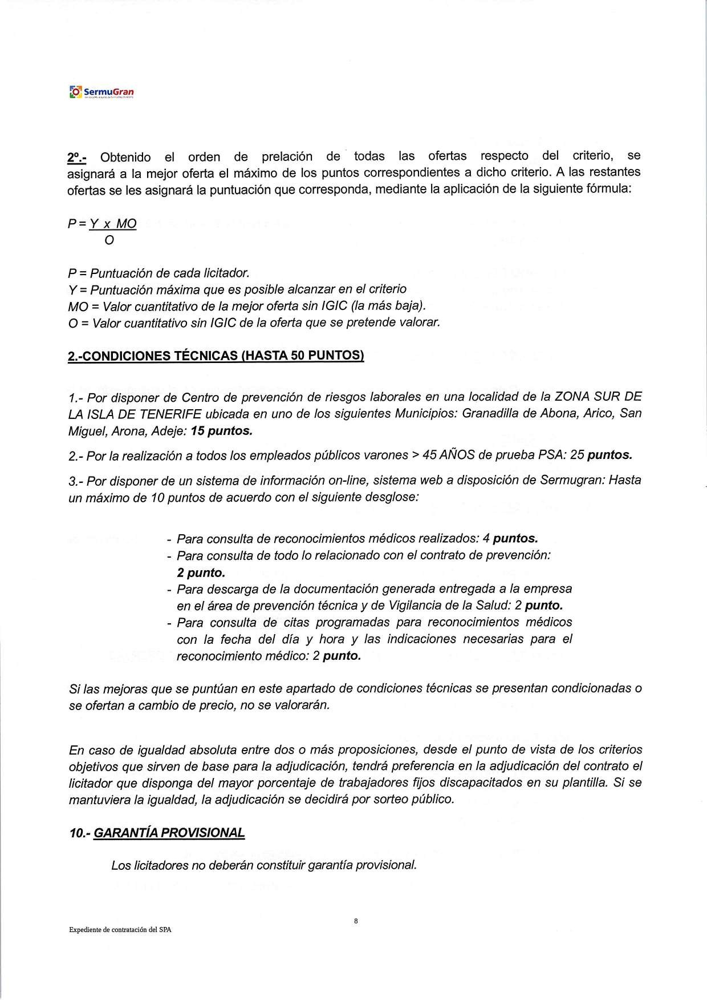 SermuGran
2º.- Obtenido el orden de prelación de todas las ofertas respecto del criterio, se
asignará a la mejor oferta el máximo de los puntos correspondientes a dicho criterio. A las restantes
ofertas se les asignará la puntuación que corresponda, mediante la aplicación de la siguiente fórmula:
P = Y x MO
O
P = Puntuación de cada licitador.
Y = Puntuación máxima que es posible alcanzar en el criterio
MO = Valor cuantitativo de la mejor oferta sin IGIC (la más baja).
O = Valor cuantitativo sin IGIC de la oferta que se pretende valorar.
2.-CONDICIONES TÉCNICAS (HASTA 50 PUNTOS)
1.- Por disponer de Centro de prevención de riesgos laborales en una localidad de la ZONA SUR DE
LA ISLA DE TENERIFE ubicada en uno de los siguientes Municipios: Granadilla de Abona, Arico, San
Miguel, Arona, Adeje: 15 puntos.
2.- Por la realización a todos los empleados públicos varones > 45 AÑOS de prueba PSA: 25 puntos.
3.- Por disponer de un sistema de información on-line, sistema web a disposición de Sermugran: Hasta
un máximo de 10 puntos de acuerdo con el siguiente desglose:
- Para consulta de reconocimientos médicos realizados: 4 puntos.
- Para consulta de todo lo relacionado con el contrato de prevención:
2 punto.
- Para descarga de la documentación generada entregada a la empresa
en el área de prevención técnica y de Vigilancia de la Salud: 2 punto.
- Para consulta de citas programadas para reconocimientos médicos
con la fecha del día y hora y las indicaciones necesarias para el
reconocimiento médico: 2 punto.
Si las mejoras que se puntúan en este apartado de condiciones técnicas se presentan condicionadas o
se ofertan a cambio de precio, no se valorarán.
En caso de igualdad absoluta entre dos o más proposiciones, desde el punto de vista de los criterios
objetivos que sirven de base para la adjudicación, tendrá preferencia en la adjudicación del contrato el
licitador que disponga del mayor porcentaje de trabajadores fijos discapacitados en su plantilla. Si se
mantuviera la igualdad, la adjudicación se decidirá por sorteo público.
10.- GARANTÍA PROVISIONAL
Los licitadores no deberán constituir garantía provisional.
8
Expediente de contratación del SPA